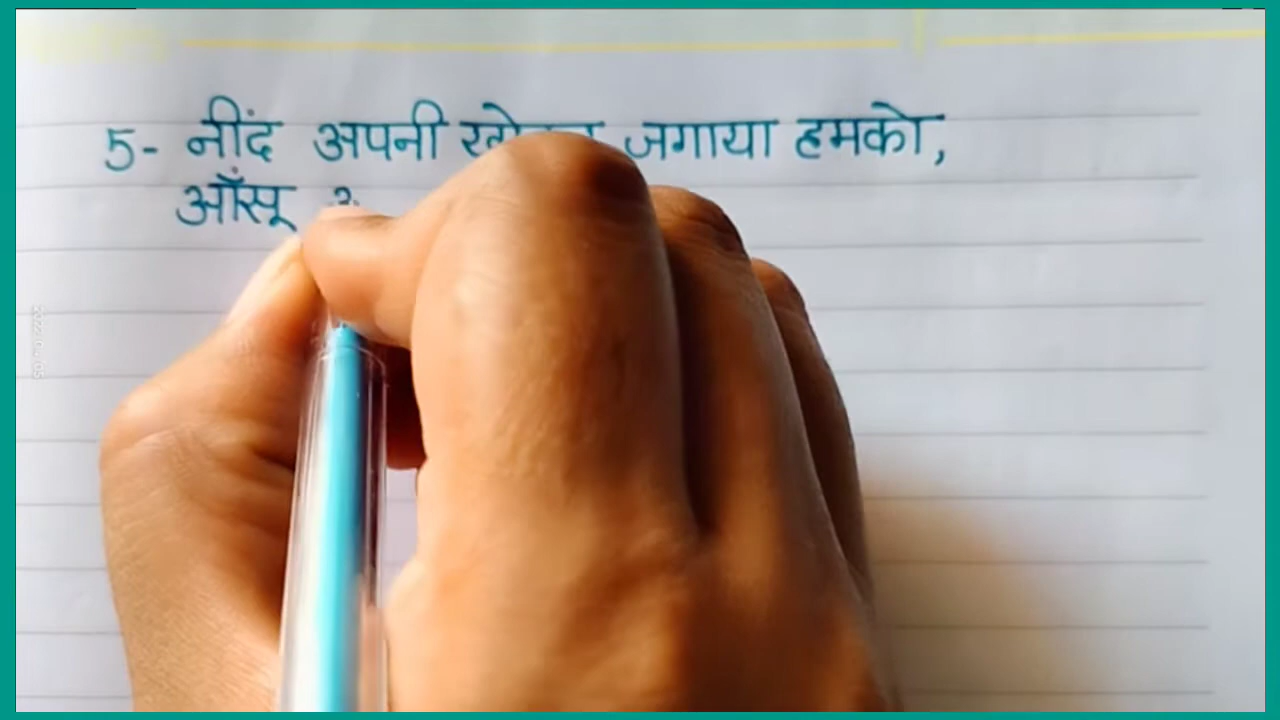 5- नींद अपनी जगाया हमको,
आँसू